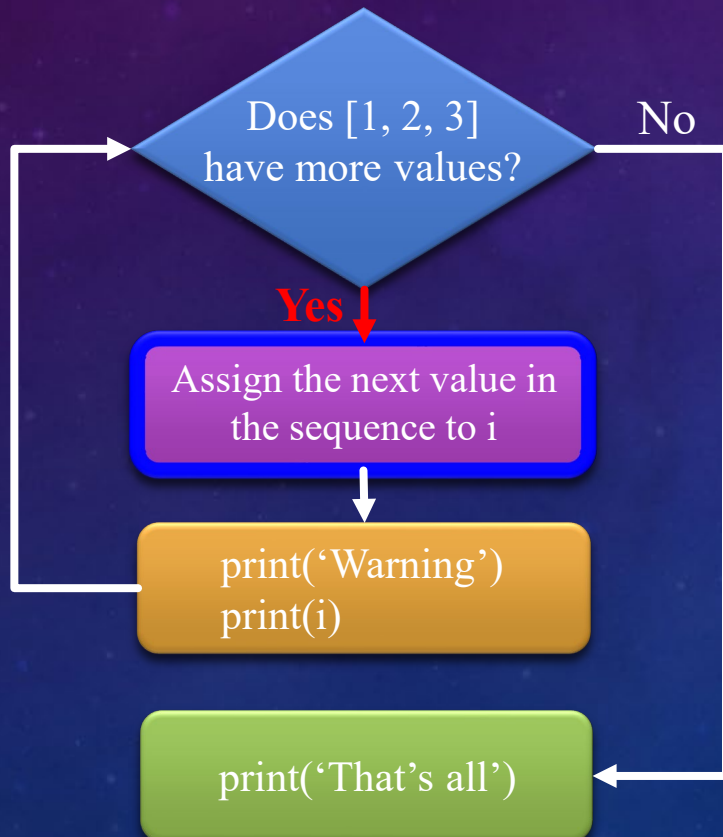 Does [1, 2, 3]
have more values?
No
Yes
Assign the next value in
the sequence to i
print(‘Warning’)
print(i)
print(‘That’s all’)